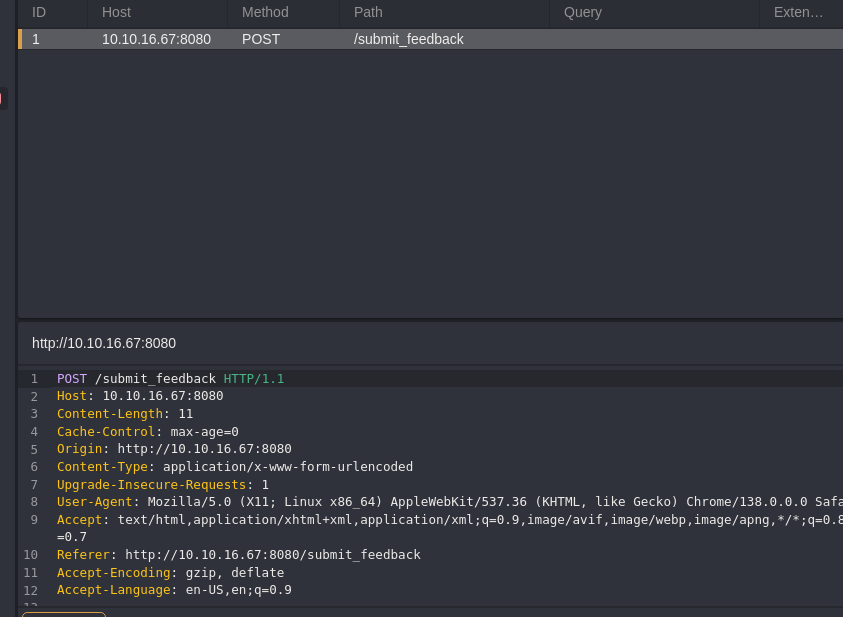 ID Host Method Path Query Exten…
1 10.10.16.67:8080 POST /submit_feedback
http://10.10.16.67:8080
1 POST /submit_feedback HTTP/1.1
2 Host: 10.10.16.67:8080
3 Content-Length: 11
4 Cache-Control: max-age=0
5 Origin: http://10.10.16.67:8080
6 Content-Type: application/x-www-form-urlencoded
7 Upgrade-Insecure-Requests: 1
8 User-Agent: Mozilla/5.0 (X11; Linux x86_64) AppleWebKit/537.36 (KHTML, like Gecko) Chrome/138.0.0.0 Safa
9 Accept: text/html,application/xhtml+xml,application/xml;q=0.9,image/avif,image/webp,image/apng,*/*;q=0.8
=0.7
10 Referer: http://10.10.16.67:8080/submit_feedback
11 Accept-Encoding: gzip, deflate
12 Accept-Language: en-US,en;q=0.9